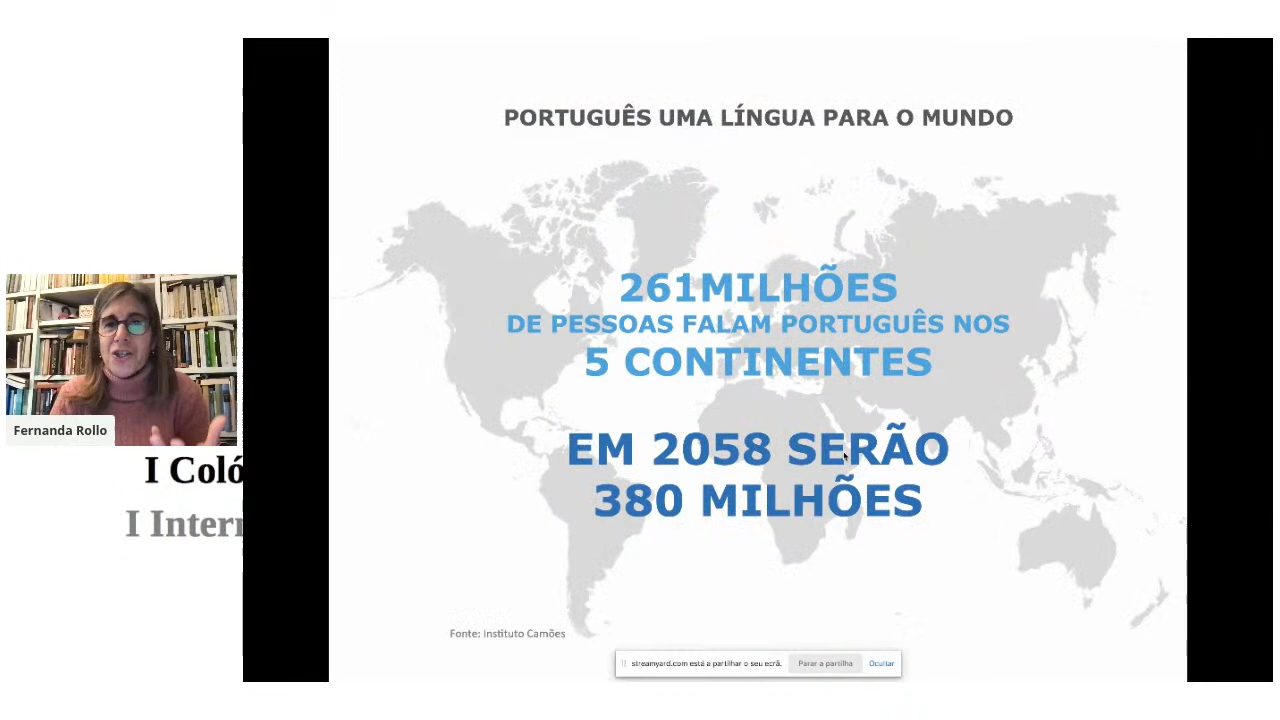 PORTUGUÊS UMA LÍNGUA PARA O MUNDO
261MILHÕES
DE PESSOAS FALAM PORTUGUÊS NOS
5 CONTINENTES
EM 2058 SERÃO
380 MILHÕES
Fonte: Instituto Camões
streamyard.com está a partilhar o seu ecrã. Parar a partilha Ocultar
Fernanda Rollo
I Coló
I Intern